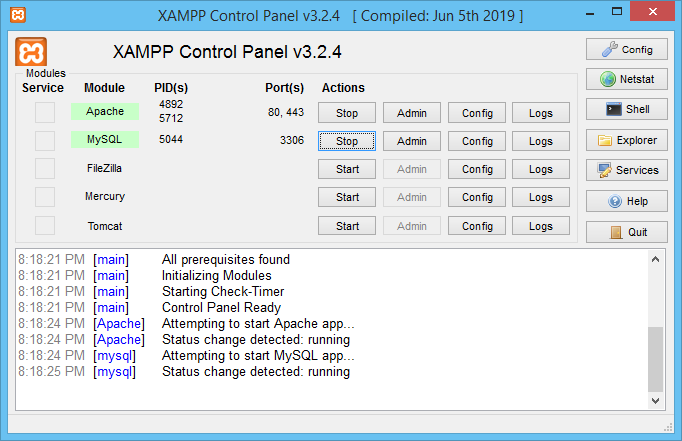 XAMPP Control Panel v3.2.4 [ Compiled: Jun 5th 2019 ]
XAMPP Control Panel v3.2.4
Config
Modules
Service Module PID(s) Port(s) Actions
Netstat
Apache 4892 5712 80, 443 Stop Admin Config Logs
Shell
MySQL 5044 3306 Stop Admin Config Logs
Explorer
FileZilla Start Admin Config Logs
Services
Mercury Start Admin Config Logs
Help
Tomcat Start Admin Config Logs
Quit
8:18:21 PM [main] All prerequisites found
8:18:21 PM [main] Initializing Modules
8:18:21 PM [main] Starting Check-Timer
8:18:21 PM [main] Control Panel Ready
8:18:24 PM [Apache] Attempting to start Apache app...
8:18:24 PM [Apache] Status change detected: running
8:18:24 PM [mysql] Attempting to start MySQL app...
8:18:25 PM [mysql] Status change detected: running